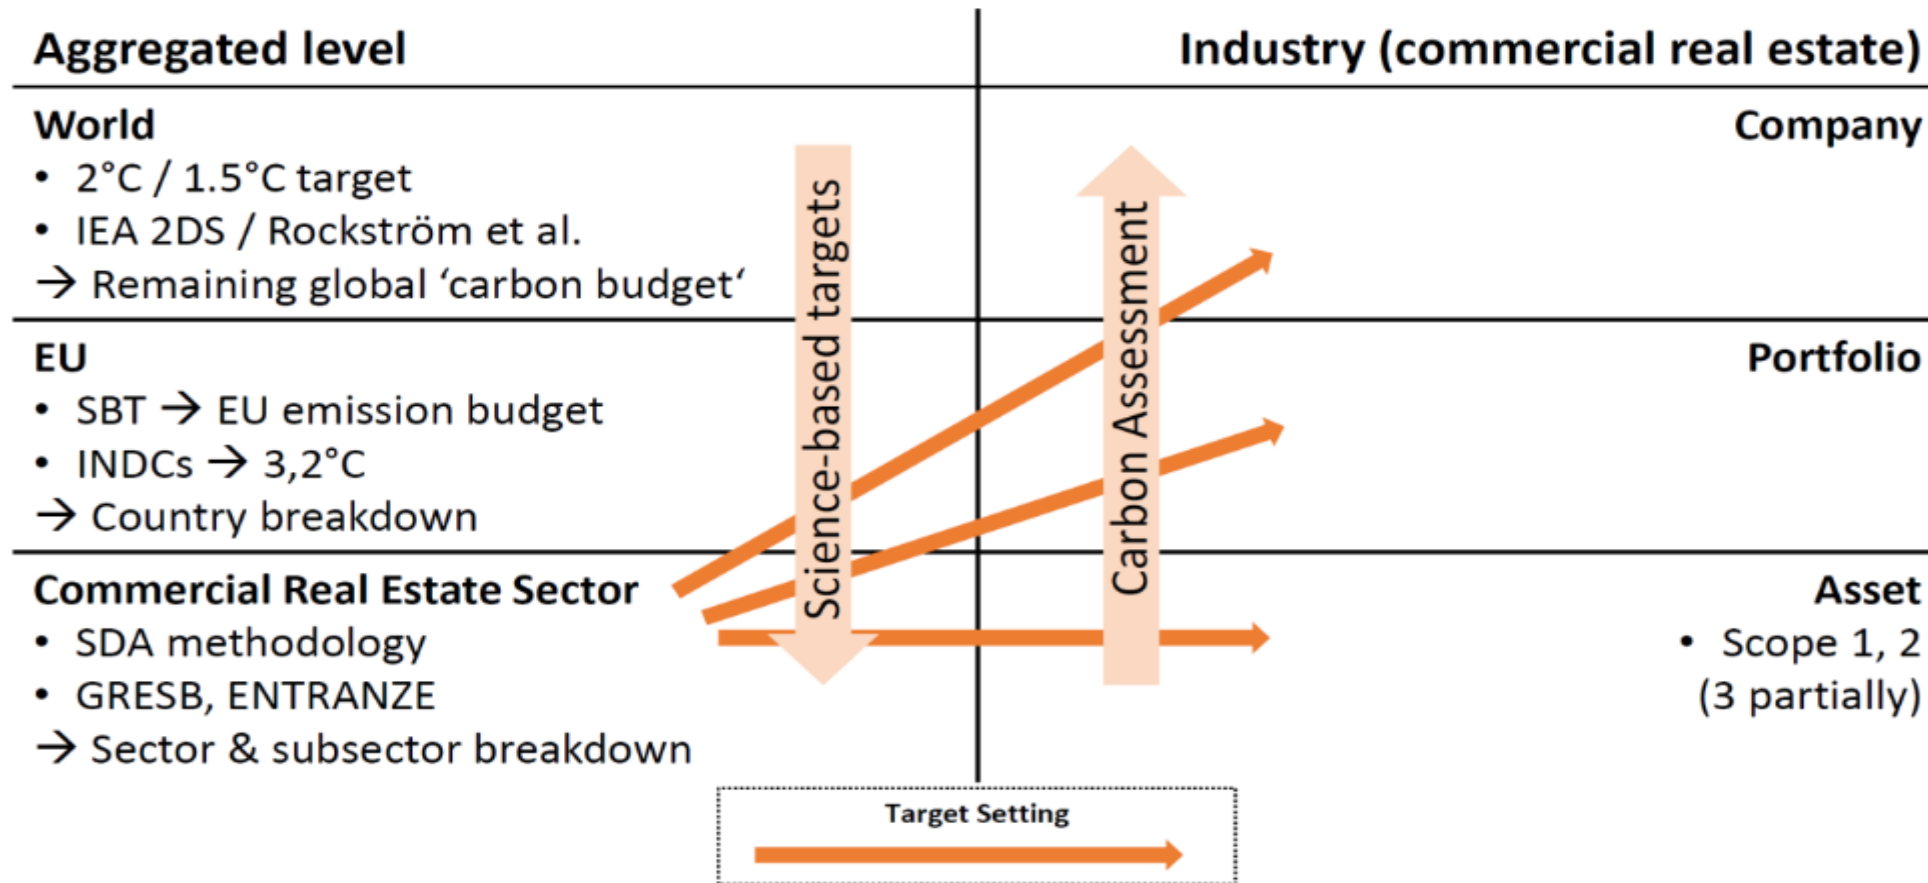 Aggregated level
Industry (commercial real estate)
World
• 2°C / 1.5°C target
• IEA 2DS / Rockström et al.
→ Remaining global ‘carbon budget‘
Company
EU
• SBT → EU emission budget
• INDCs → 3,2°C
→ Country breakdown
Portfolio
Commercial Real Estate Sector
• SDA methodology
• GRESB, ENTRANZE
→ Sector & subsector breakdown
Asset
• Scope 1, 2
(3 partially)
Science-based targets
Carbon Assessment
Target Setting